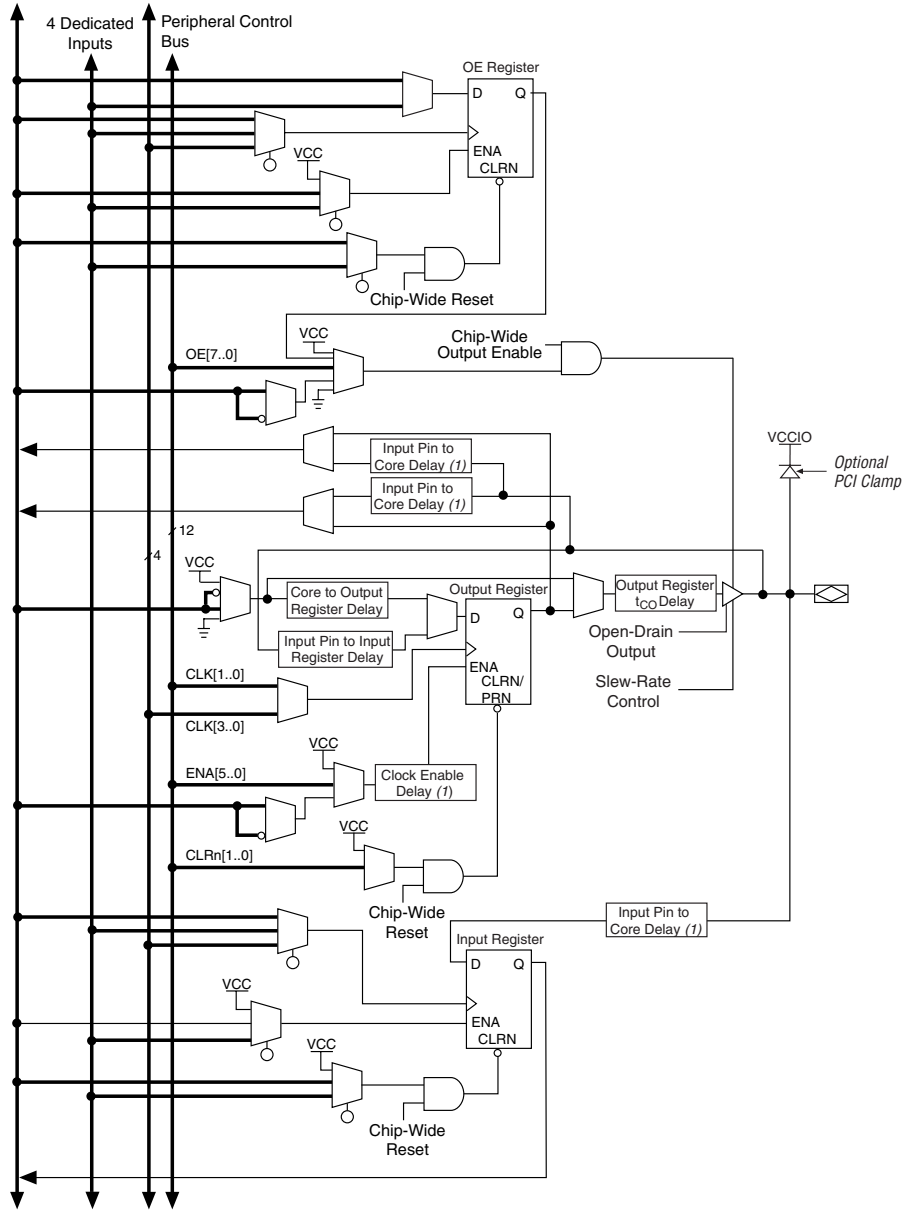 4 Dedicated
Inputs
Peripheral Control
Bus
OE Register
D
Q
ENA
CLRN
VCC
Chip-Wide Reset
VCC
OE[7..0]
Chip-Wide
Output Enable
Input Pin to
Core Delay (1)
Input Pin to
Core Delay (1)
VCCIO
Optional
PCI Clamp
12
4
VCC
Core to Output
Register Delay
Input Pin to Input
Register Delay
Output Register
D
Q
ENA
CLRN/
PRN
Output Register
tCO Delay
Open-Drain
Output
Slew-Rate
Control
CLK[1..0]
CLK[3..0]
VCC
ENA[5..0]
Clock Enable
Delay (1)
VCC
CLRn[1..0]
Chip-Wide
Reset
Input Pin to
Core Delay (1)
Input Register
D
Q
ENA
CLRN
VCC
VCC
Chip-Wide
Reset